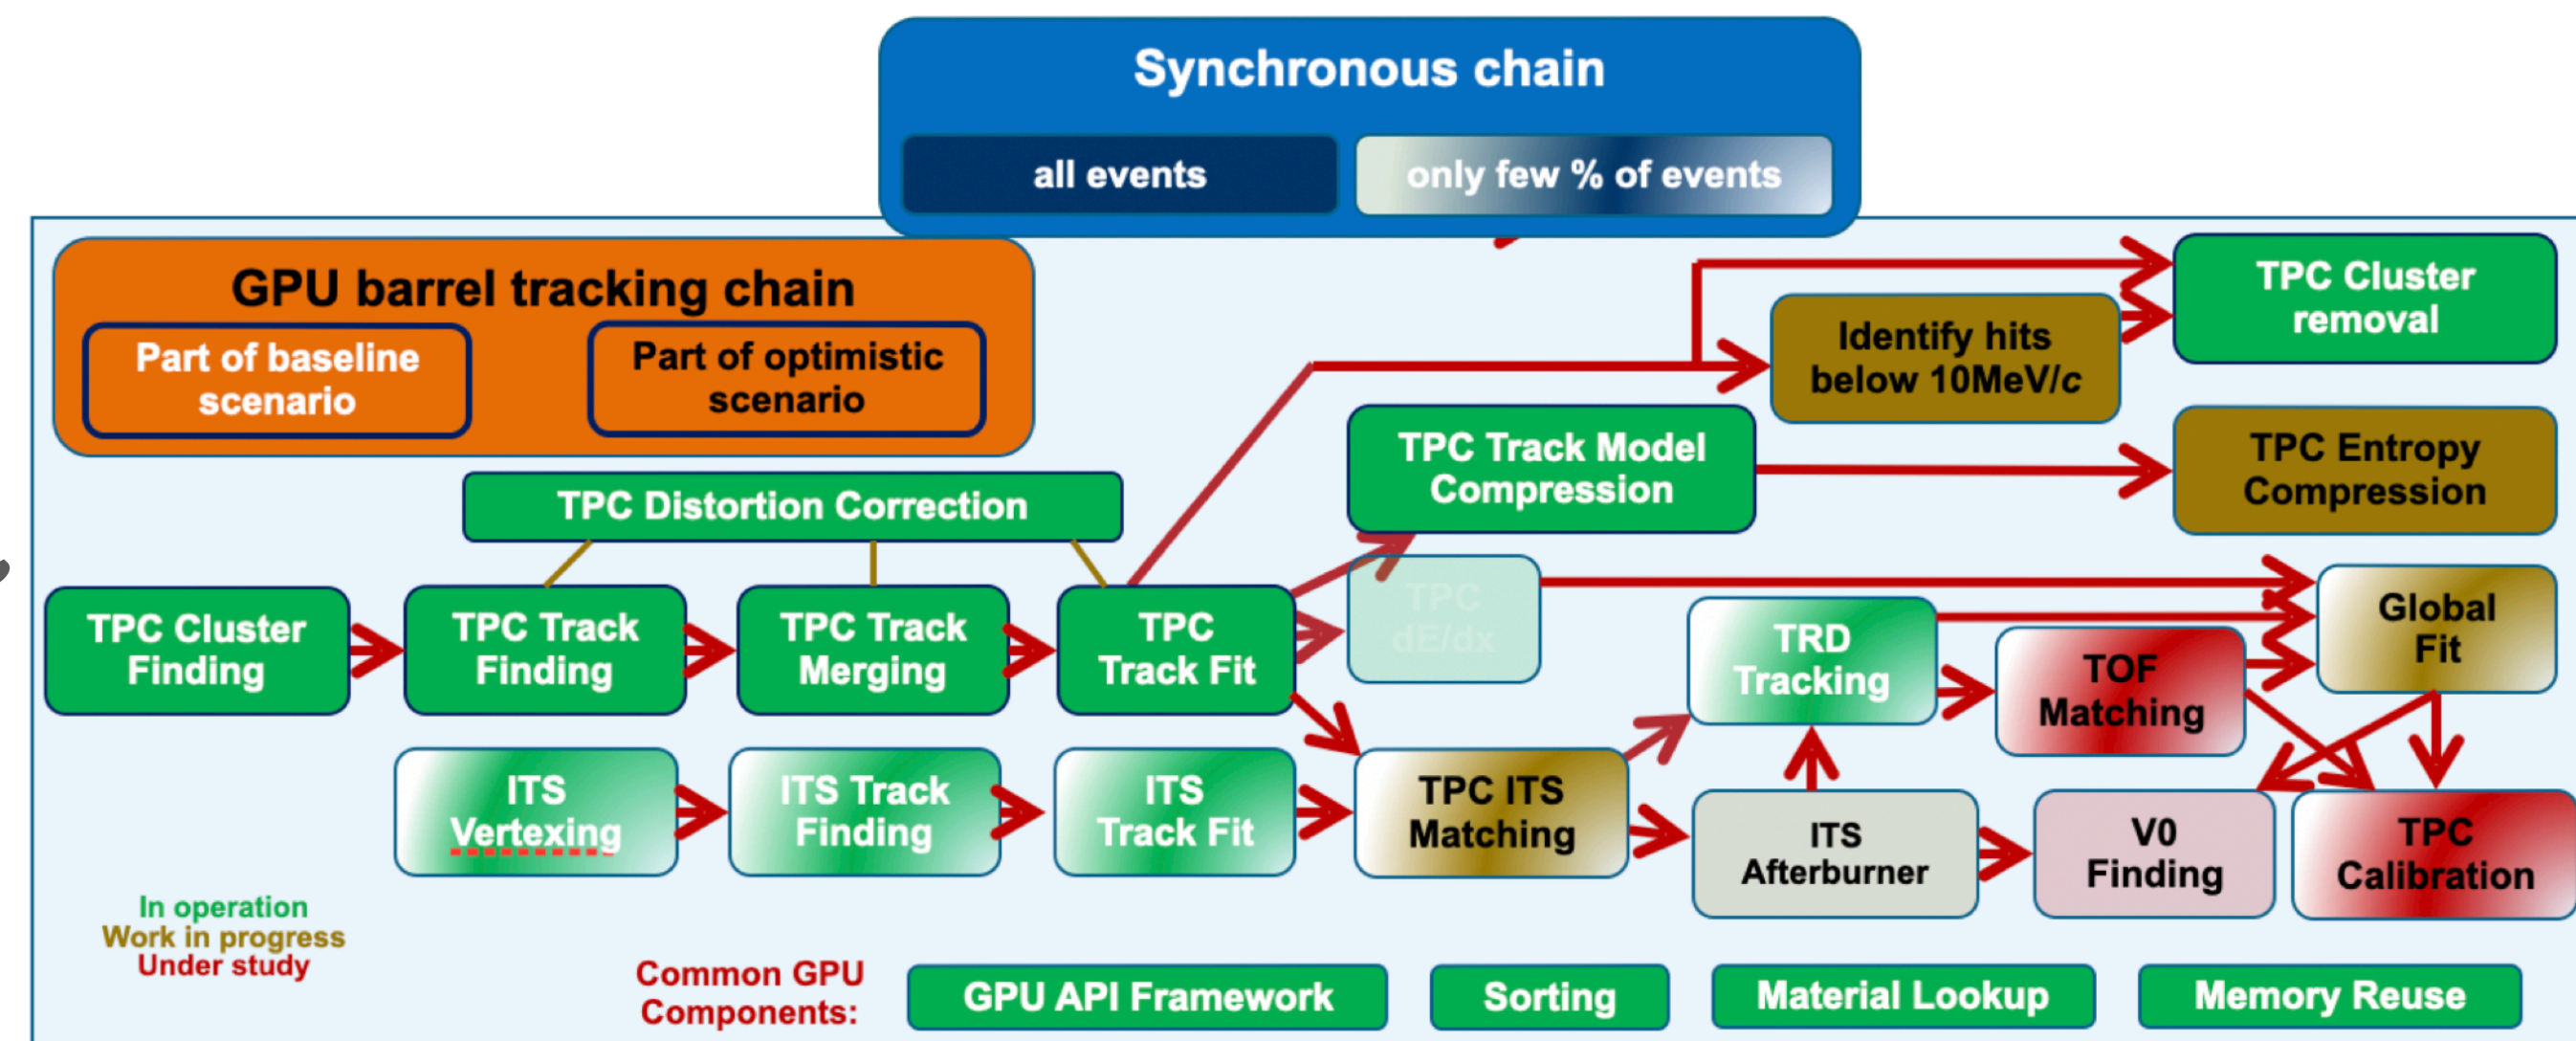 Synchronous chain
all events
only few % of events
GPU barrel tracking chain
Part of baseline
scenario
Part of optimistic
scenario
TPC Cluster
removal
Identify hits
below 10MeV/c
TPC Track Model
Compression
TPC Entropy
Compression
TPC Distortion Correction
TPC Cluster
Finding
TPC Track
Finding
TPC Track
Merging
TPC
Track Fit
TPC
dE/dx
TRD
Tracking
TOF
Matching
Global
Fit
ITS
Vertexing
ITS Track
Finding
ITS
Track Fit
TPC ITS
Matching
ITS
Afterburner
V0
Finding
TPC
Calibration
In operation
Work in progress
Under study
Common GPU
Components:
GPU API Framework
Sorting
Material Lookup
Memory Reuse